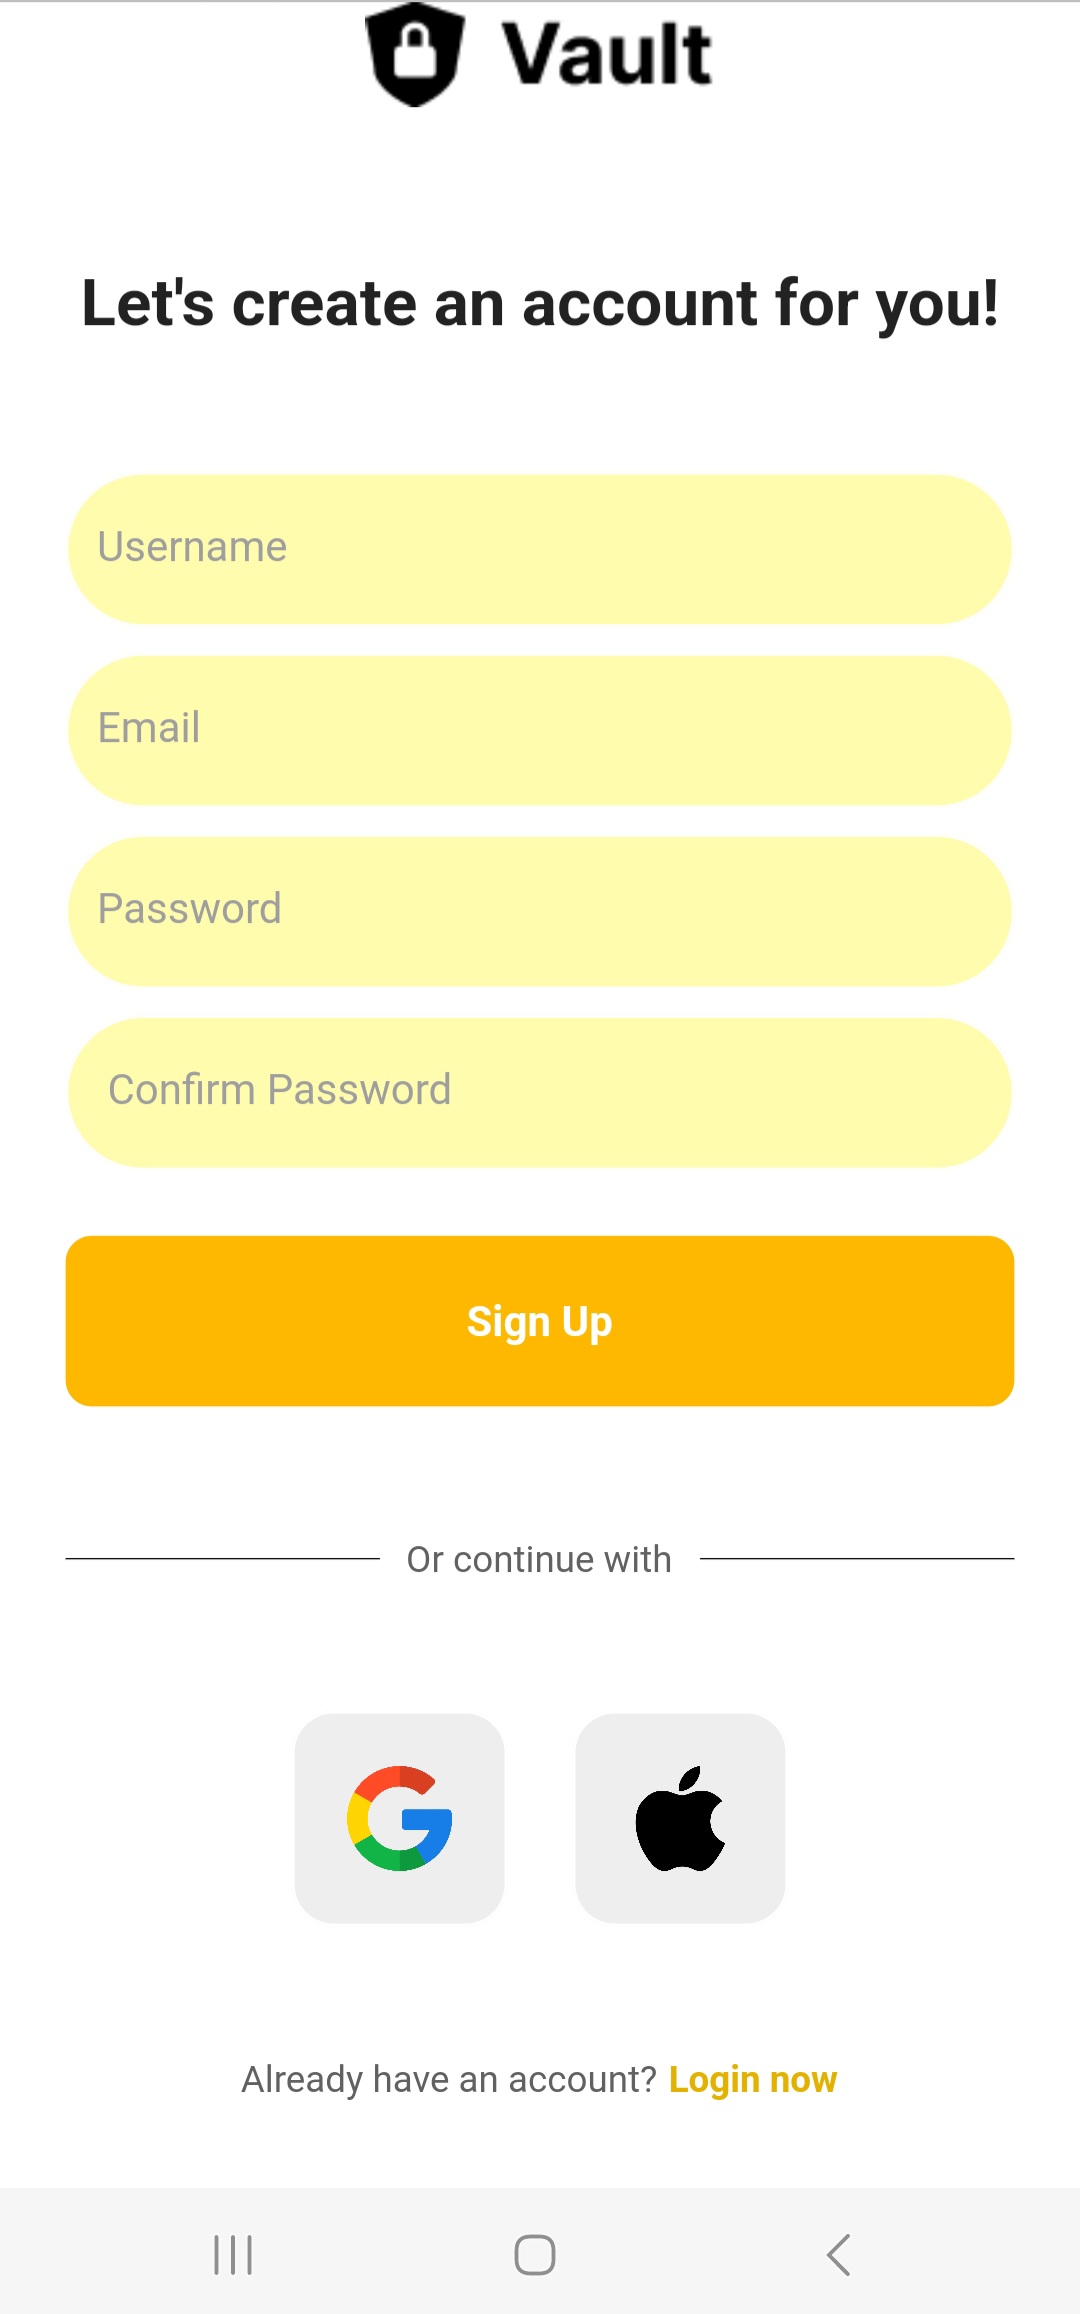 Vault
Let's create an account for you!
Username
Email
Password
Confirm Password
Sign Up
Or continue with
Already have an account? Login now